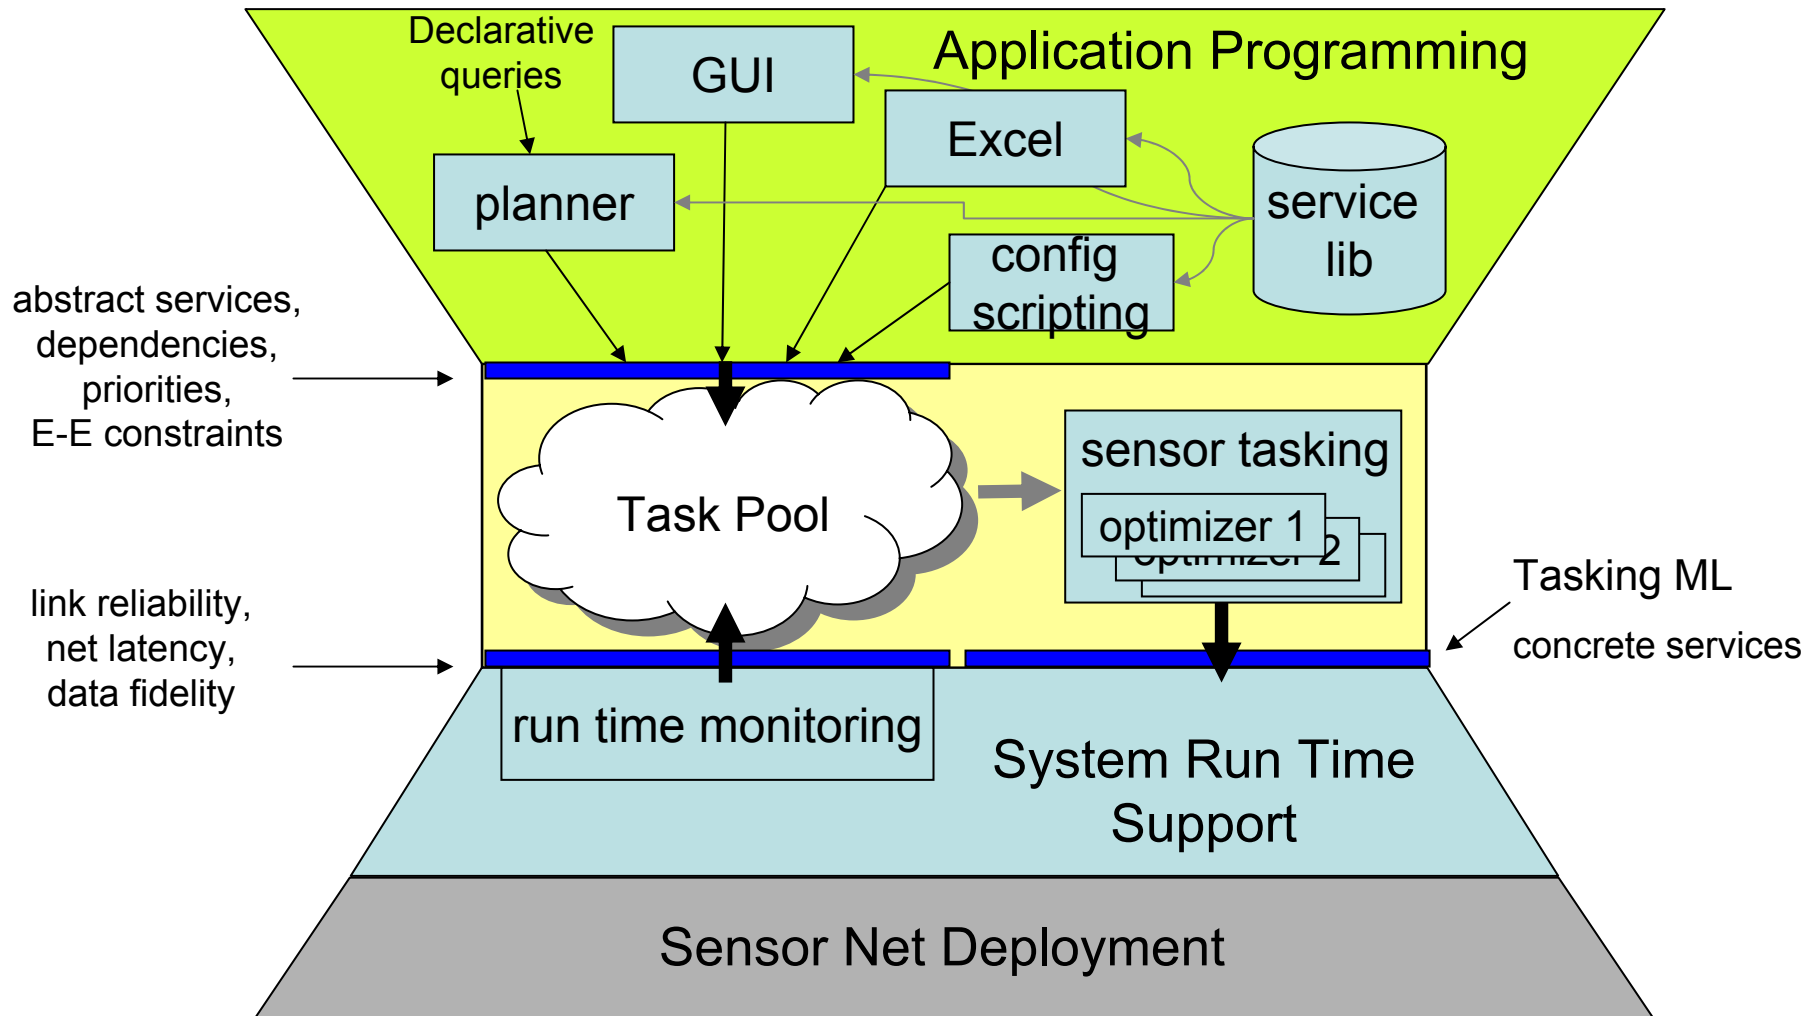 Declarative
queries
GUI
Application Programming
Excel
planner
service
lib
config
scripting
abstract services,
dependencies,
priorities,
E-E constraints
sensor tasking
Task Pool
optimizer 1
optimizer 2
link reliability,
net latency,
data fidelity
Tasking ML
concrete services
run time monitoring
System Run Time
Support
Sensor Net Deployment